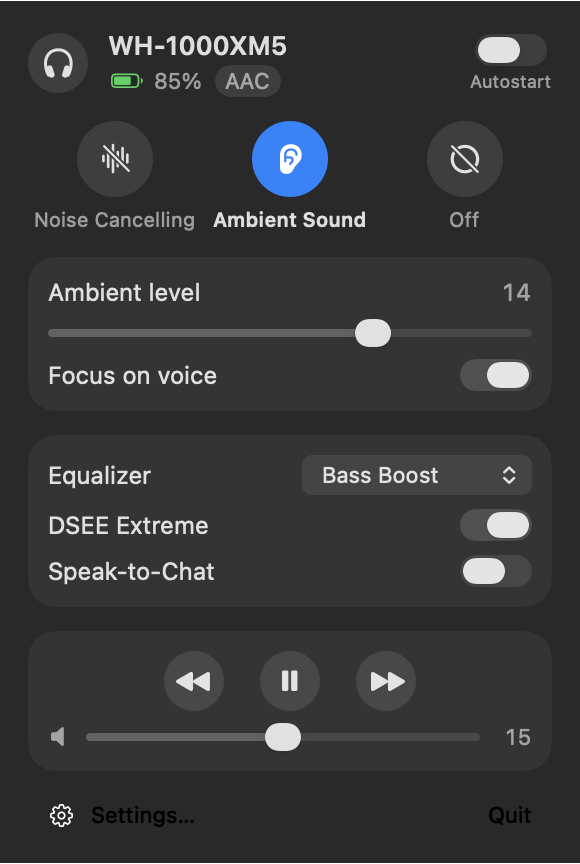 WH-1000XM5
85% AAC
Autostart
Noise Cancelling Ambient Sound Off
Ambient level 14
Focus on voice
Equalizer Bass Boost
DSEE Extreme
Speak-to-Chat
15
Settings... Quit